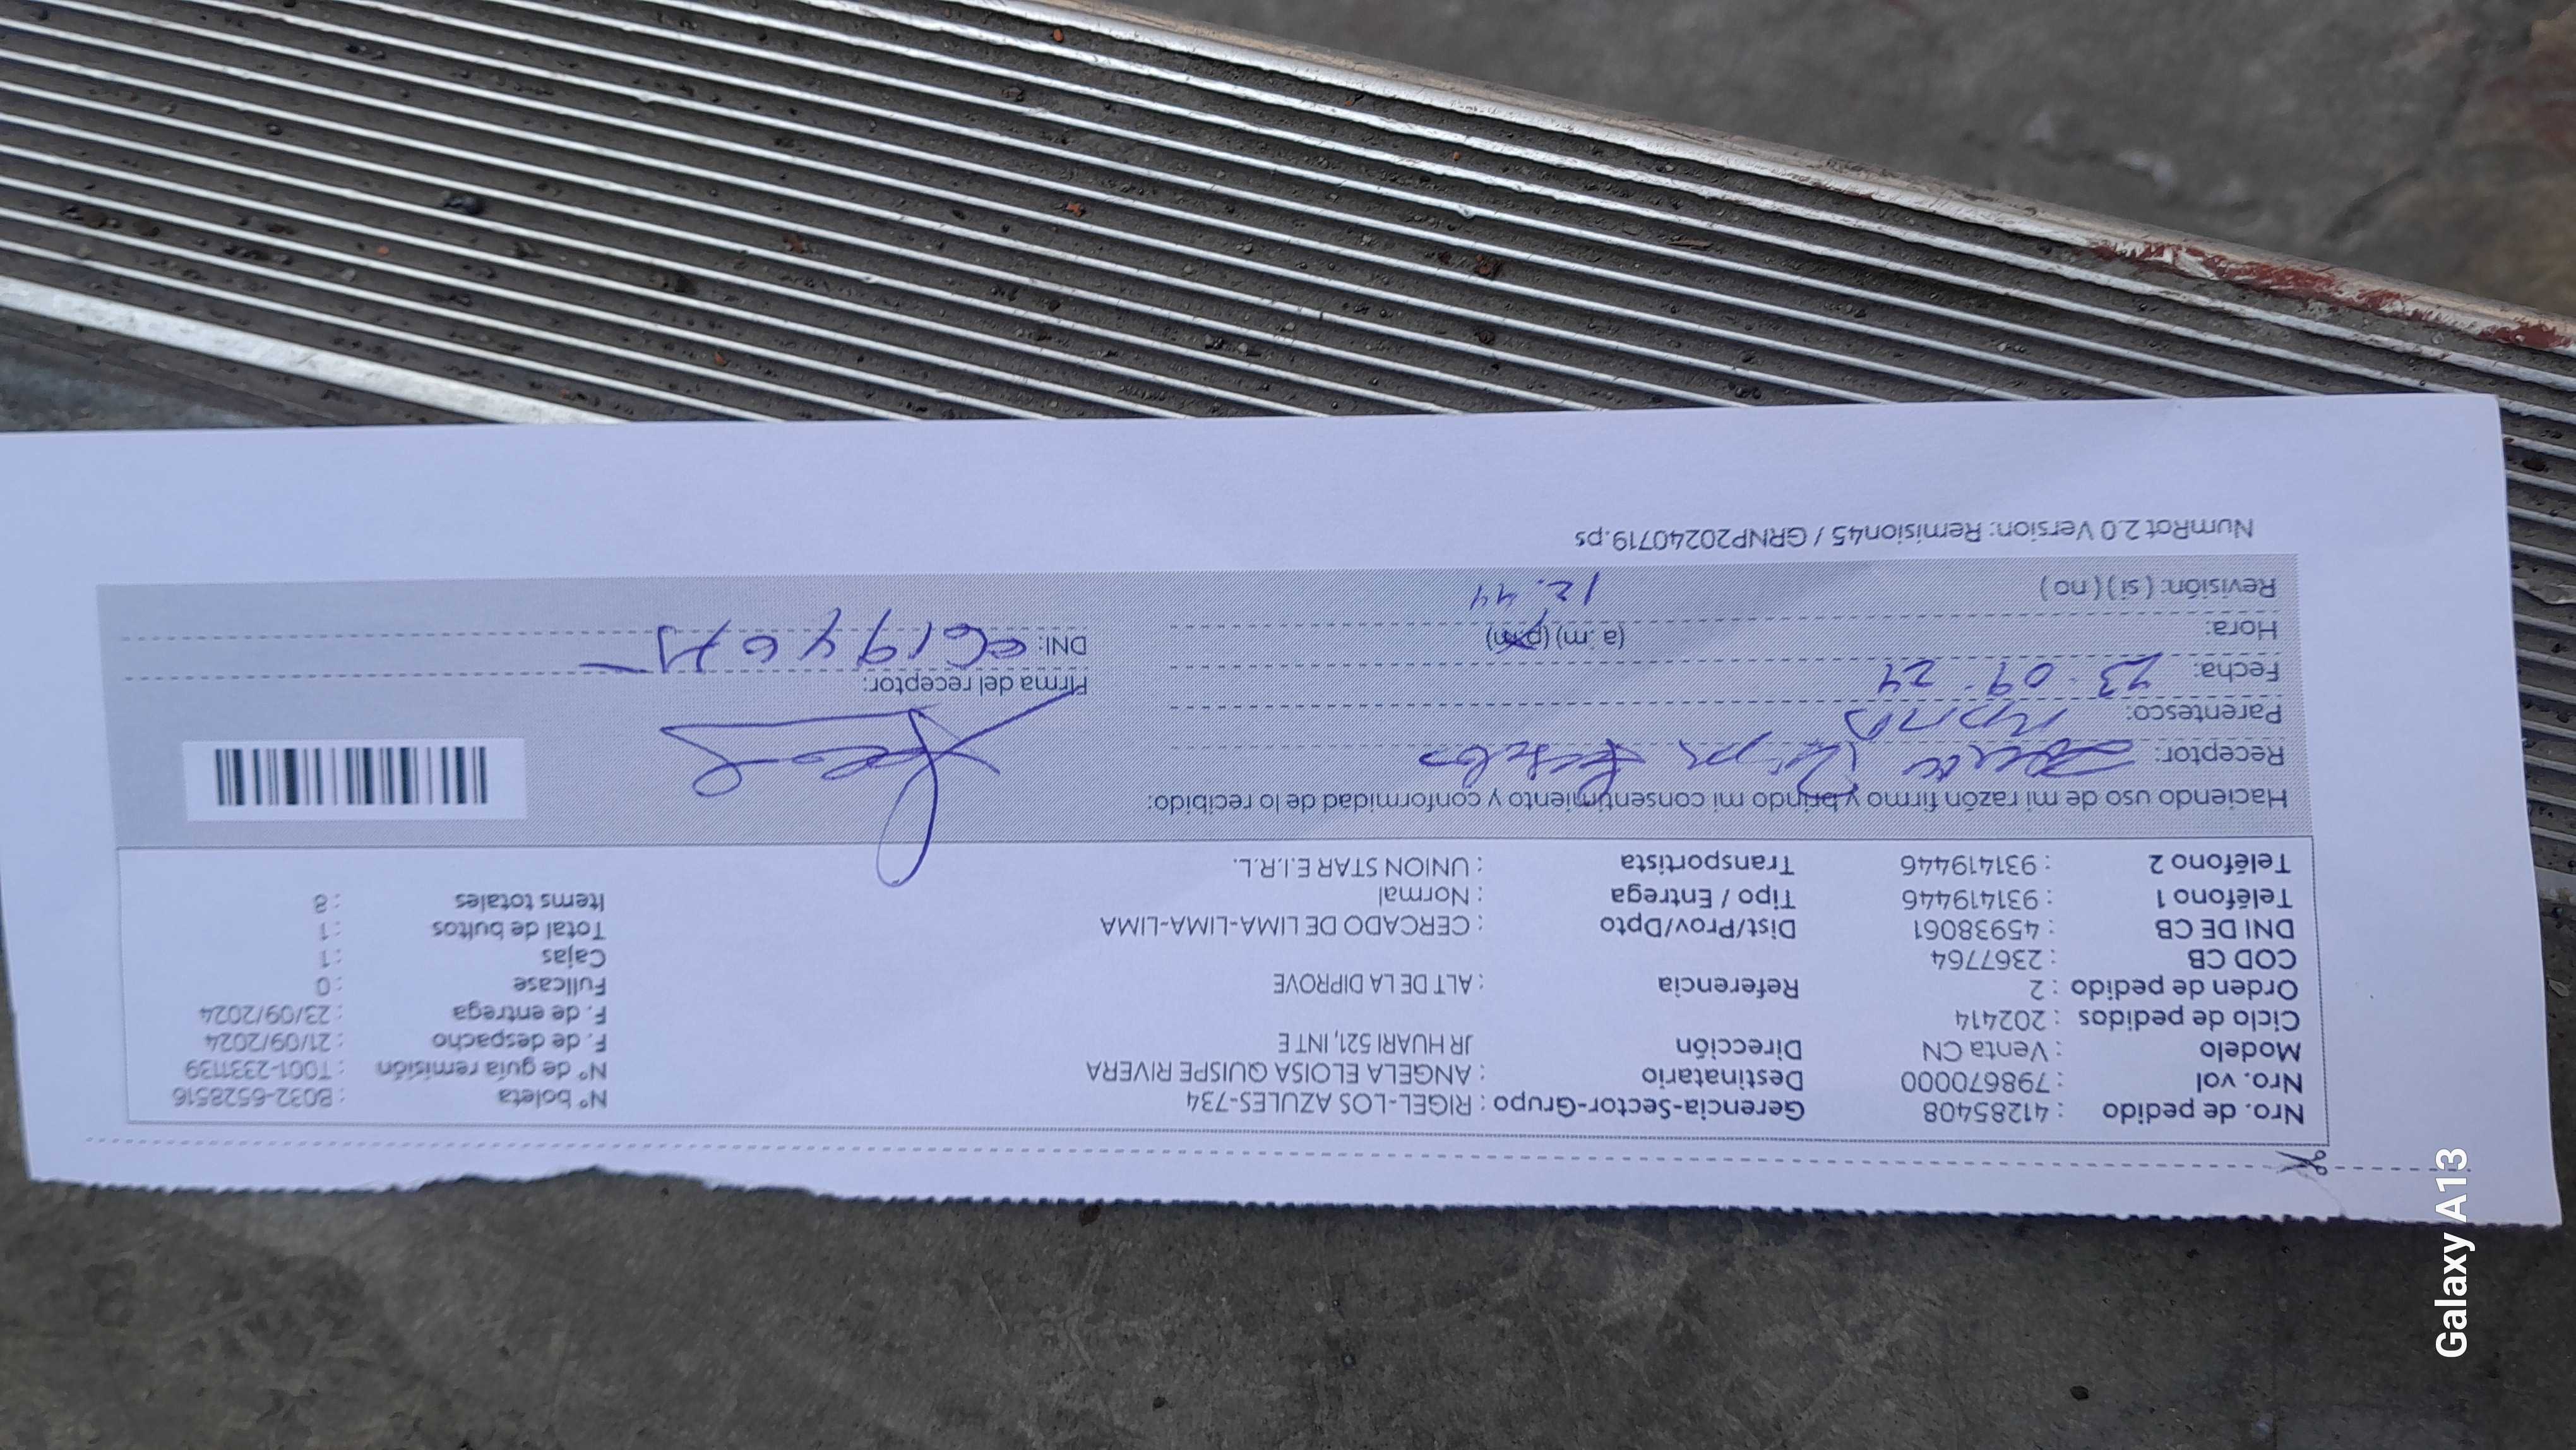 Nro. de pedido : 41285408 Gerencia-Sector-Grupo : RIGEL-LOS AZULES-734 N° boleta : B032-6528516
Nro. vol : 798670000 Destinatario : ANGELA ELOISA QUISPE RIVERA N° de guía remisión : T001-2331139
Modelo : Venta CN Dirección JR HUARI 521, INT E F. de despacho : 21/09/2024
Ciclo de pedidos : 202414 F. de entrega : 23/09/2024
Orden de pedido : 2 Referencia : ALT DE LA DIPROVE Fullcase : 0
COD CB : 2367764 Cajas : 1
DNI DE CB : 45938061 Dist/Prov/Dpto : CERCADO DE LIMA-LIMA-LIMA Total de bultos : 1
Teléfono 1 : 931419446 Tipo / Entrega : Normal Items totales : 8
Teléfono 2 : 931419446 Transportista : UNION STAR E.I.R.L.
Haciendo uso de mi razón firmo y brindo mi consentimiento y conformidad de lo recibido:
Receptor:
Parentesco:
Fecha: 23. 09. 24 Firma del receptor:
Hora: (a. m) (p. m) DNI:
Revisión: ( sí ) ( no ) 12.44
NumRot 2.0 Version: Remision45 / GRNP20240719.ps
Galaxy A13